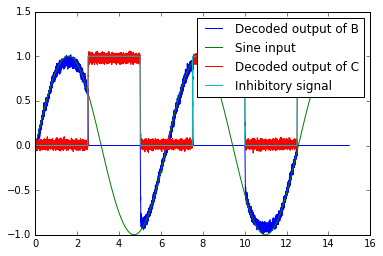 1.5
1.0
0.5
0.0
−0.5
−1.0
0 2 4 6 8 10 12 14 16
Decoded output of B
Sine input
Decoded output of C
Inhibitory signal